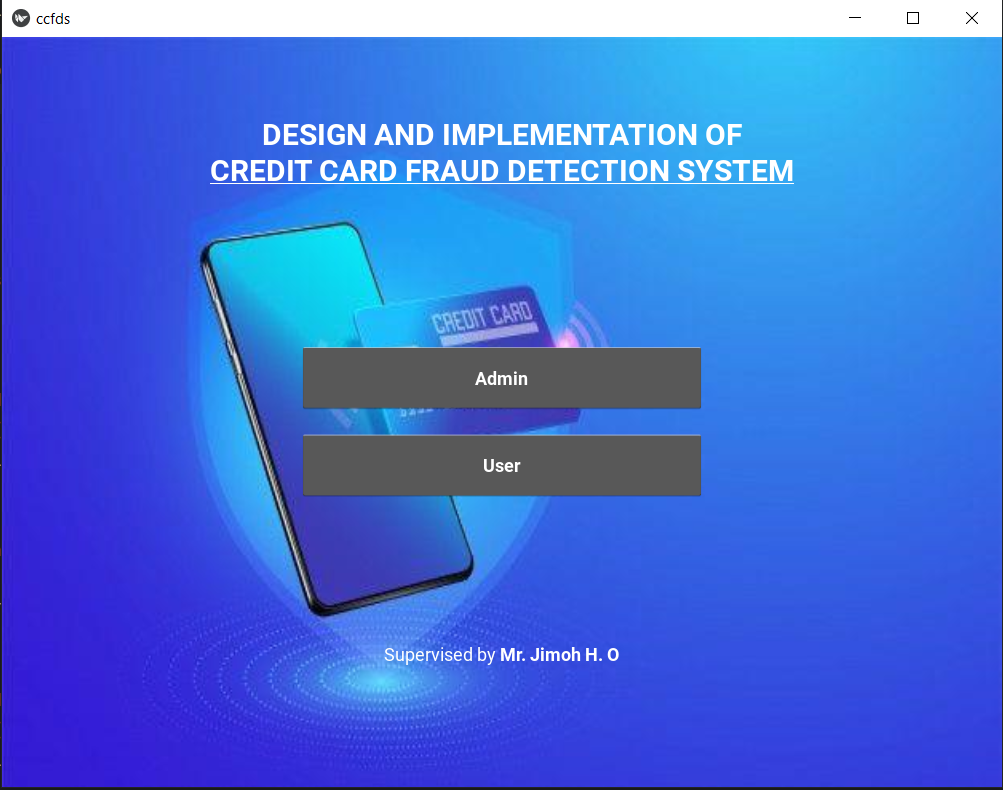 ccfds
DESIGN AND IMPLEMENTATION OF
CREDIT CARD FRAUD DETECTION SYSTEM
CREDIT CARD
Admin
User
Supervised by Mr. Jimoh H. O